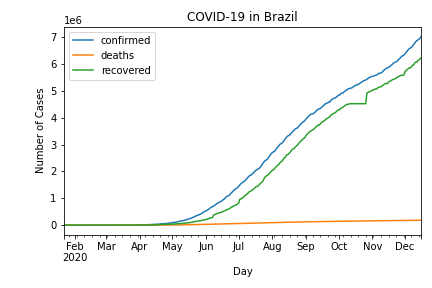 COVID-19 in Brazil
1e6
7
6
5
4
3
2
1
0
Number of Cases
confirmed
deaths
recovered
Feb Mar Apr May Jun Jul Aug Sep Oct Nov Dec
2020
Day